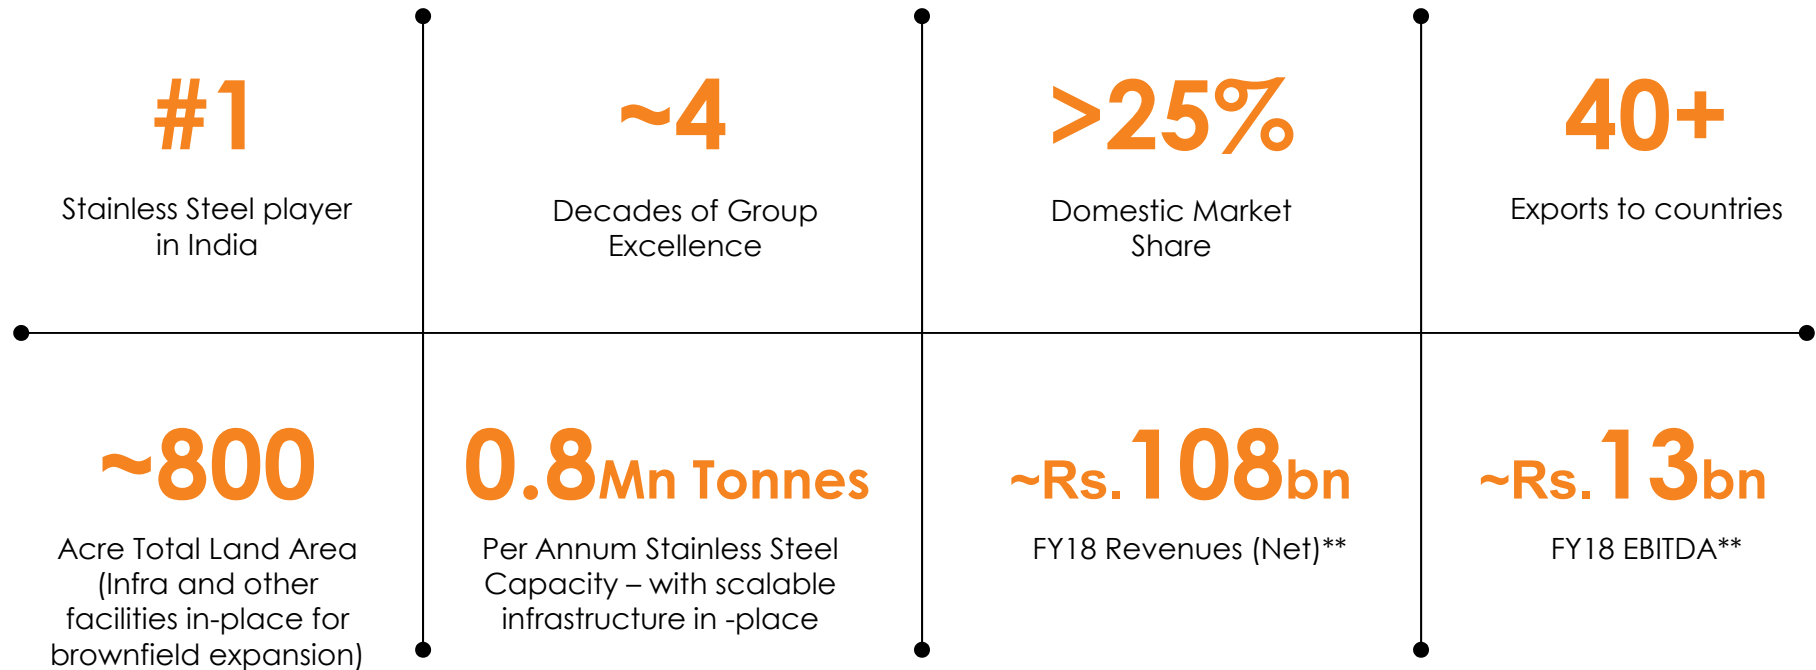 #1
Stainless Steel player
in India
~4
Decades of Group
Excellence
>25%
Domestic Market
Share
40+
Exports to countries
~800
Acre Total Land Area
(Infra and other
facilities in-place for
brownfield expansion)
0.8Mn Tonnes
Per Annum Stainless Steel
Capacity – with scalable
infrastructure in -place
~Rs.108bn
FY18 Revenues (Net)**
~Rs.13bn
FY18 EBITDA**